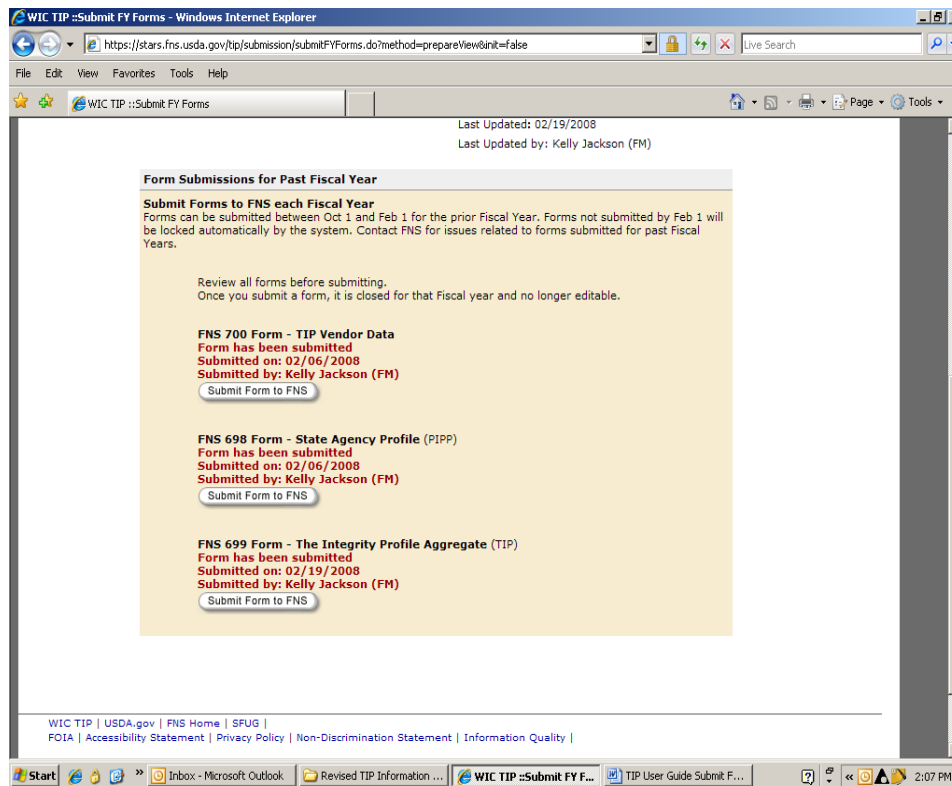 WIC TIP ::Submit FY Forms - Windows Internet Explorer
https://stars.fns.usda.gov/tip/submission/submitFYForms.do?method=prepareView&init=false
Live Search
File Edit View Favorites Tools Help
WIC TIP ::Submit FY Forms
Page Tools
Last Updated: 02/19/2008
Last Updated by: Kelly Jackson (FM)
Form Submissions for Past Fiscal Year
Submit Forms to FNS each Fiscal Year
Forms can be submitted between Oct 1 and Feb 1 for the prior Fiscal Year. Forms not submitted by Feb 1 will
be locked automatically by the system. Contact FNS for issues related to forms submitted for past Fiscal
Years.
Review all forms before submitting.
Once you submit a form, it is closed for that Fiscal year and no longer editable.
FNS 700 Form - TIP Vendor Data
Form has been submitted
Submitted on: 02/06/2008
Submitted by: Kelly Jackson (FM)
Submit Form to FNS
FNS 698 Form - State Agency Profile (PIPP)
Form has been submitted
Submitted on: 02/06/2008
Submitted by: Kelly Jackson (FM)
Submit Form to FNS
FNS 699 Form - The Integrity Profile Aggregate (TIP)
Form has been submitted
Submitted on: 02/19/2008
Submitted by: Kelly Jackson (FM)
Submit Form to FNS
WIC TIP | USDA.gov | FNS Home | SFUG |
FOIA | Accessibility Statement | Privacy Policy | Non-Discrimination Statement | Information Quality |
Start » Inbox - Microsoft Outlook Revised TIP Information ... WIC TIP ::Submit FY F... TIP User Guide Submit F... « 2:07 PM